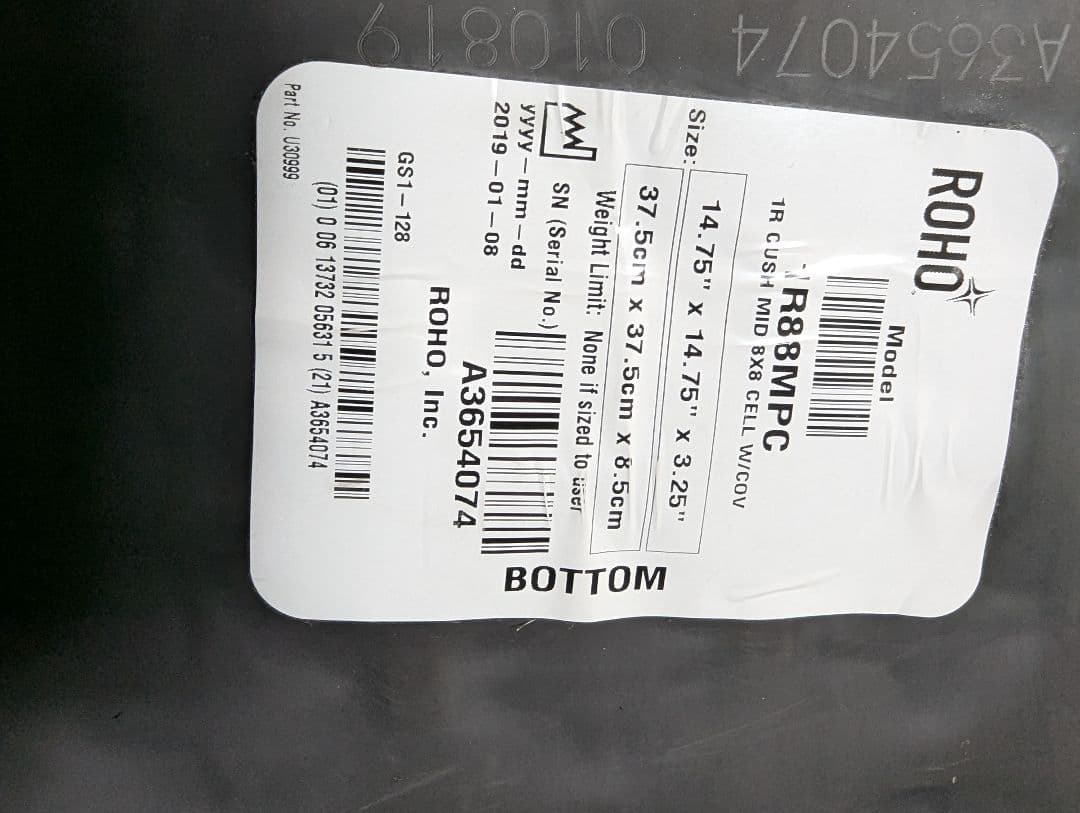 A3654074 010819
ROHO
Model
1R88MPC
1R CUSH MID 8X8 CELL W/COV
Size: 14.75" x 14.75" x 3.25"
37.5cm x 37.5cm x 8.5cm
Weight Limit: None if sized to user
SN (Serial No.)
yyyy-mm-dd
2019-01-08
A3654074
ROHO, Inc.
GS1-128
(01) 0 06 13732 05631 5 (21) A3654074
Part No. U30999
BOTTOM